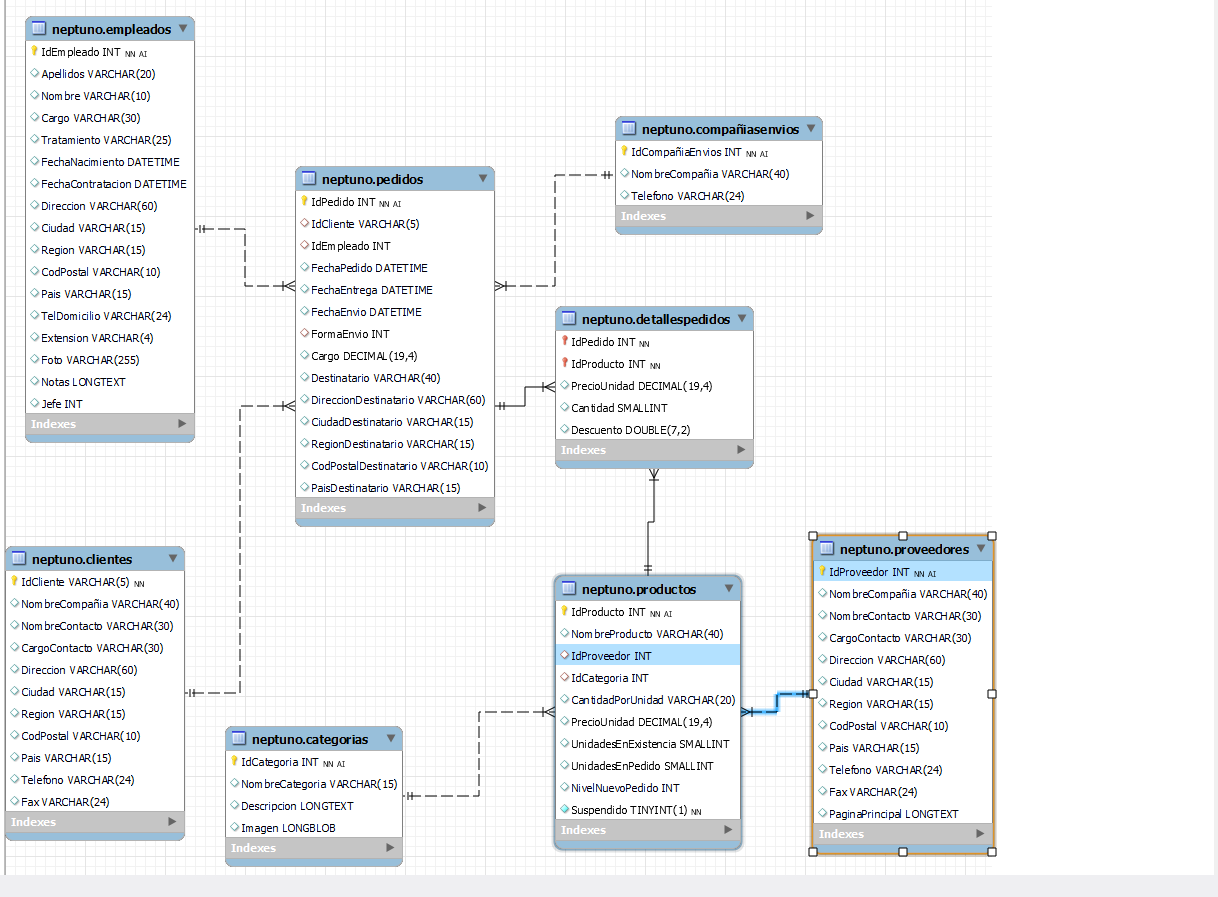 neptuno.empleados
IdEmpleado INT NN AI
Apellidos VARCHAR(20)
Nombre VARCHAR(10)
Cargo VARCHAR(30)
Tratamiento VARCHAR(25)
FechaNacimiento DATETIME
FechaContratacion DATETIME
Direccion VARCHAR(60)
Ciudad VARCHAR(15)
Region VARCHAR(15)
CodPostal VARCHAR(10)
Pais VARCHAR(15)
TelDomicilio VARCHAR(24)
Extension VARCHAR(4)
Foto VARCHAR(255)
Notas LONGTEXT
Jefe INT
Indexes
neptuno.pedidos
IdPedido INT NN AI
IdCliente VARCHAR(5)
IdEmpleado INT
FechaPedido DATETIME
FechaEntrega DATETIME
FechaEnvio DATETIME
FormaEnvio INT
Cargo DECIMAL(19,4)
Destinatario VARCHAR(40)
DireccionDestinatario VARCHAR(60)
CiudadDestinatario VARCHAR(15)
RegionDestinatario VARCHAR(15)
CodPostalDestinatario VARCHAR(10)
PaisDestinatario VARCHAR(15)
Indexes
neptuno.compañiasenvios
IdCompañiaEnvios INT NN AI
NombreCompañia VARCHAR(40)
Telefono VARCHAR(24)
Indexes
neptuno.detallespedidos
IdPedido INT NN
IdProducto INT NN
PrecioUnidad DECIMAL(19,4)
Cantidad SMALLINT
Descuento DOUBLE(7,2)
Indexes
neptuno.clientes
IdCliente VARCHAR(5) NN
NombreCompañia VARCHAR(40)
NombreContacto VARCHAR(30)
CargoContacto VARCHAR(30)
Direccion VARCHAR(60)
Ciudad VARCHAR(15)
Region VARCHAR(15)
CodPostal VARCHAR(10)
Pais VARCHAR(15)
Telefono VARCHAR(24)
Fax VARCHAR(24)
Indexes
neptuno.categorias
IdCategoria INT NN AI
NombreCategoria VARCHAR(15)
Descripcion LONGTEXT
Imagen LONGBLOB
Indexes
neptuno.productos
IdProducto INT NN AI
NombreProducto VARCHAR(40)
IdProveedor INT
IdCategoria INT
CantidadPorUnidad VARCHAR(20)
PrecioUnidad DECIMAL(19,4)
UnidadesEnExistencia SMALLINT
UnidadesEnPedido SMALLINT
NivelNuevoPedido INT
Suspendido TINYINT(1) NN
Indexes
neptuno.proveedores
IdProveedor INT NN AI
NombreCompañia VARCHAR(40)
NombreContacto VARCHAR(30)
CargoContacto VARCHAR(30)
Direccion VARCHAR(60)
Ciudad VARCHAR(15)
Region VARCHAR(15)
CodPostal VARCHAR(10)
Pais VARCHAR(15)
Telefono VARCHAR(24)
Fax VARCHAR(24)
PaginaPrincipal LONGTEXT
Indexes